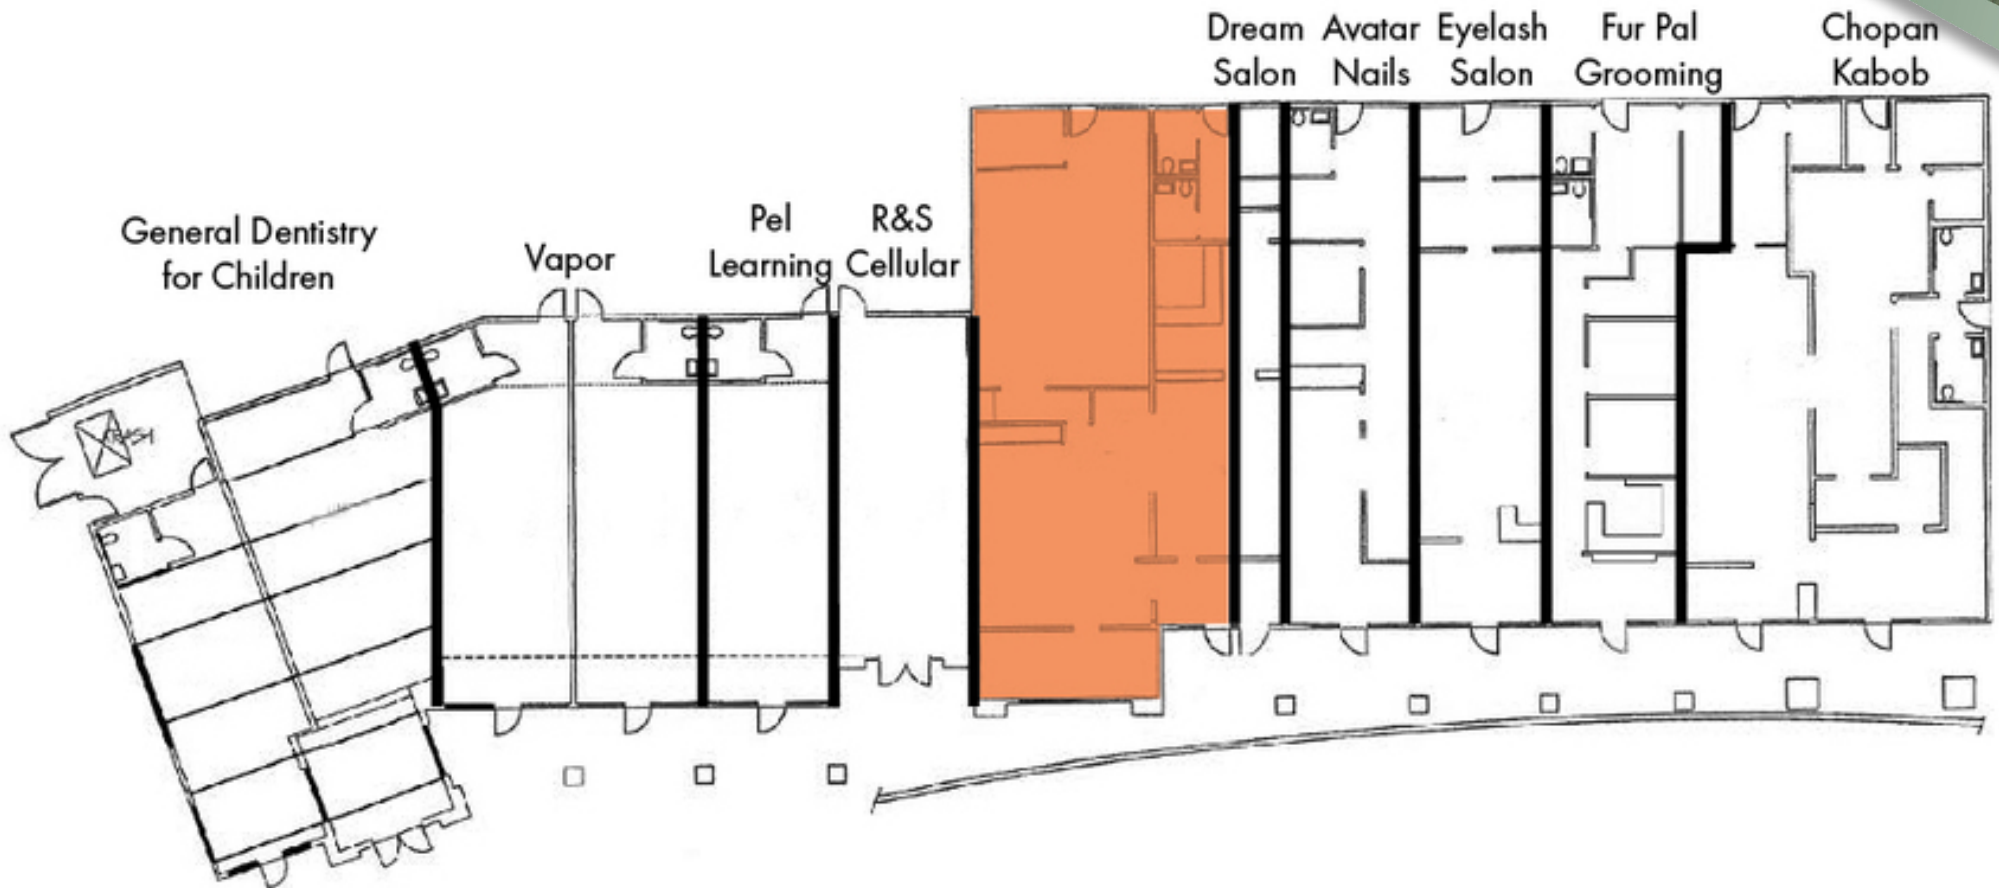 Dream
Salon
Avatar
Nails
Eyelash
Salon
Fur Pal
Grooming
Chopan
Kabob
General Dentistry
for Children
Vapor
Pel
Learning
R&S
Cellular